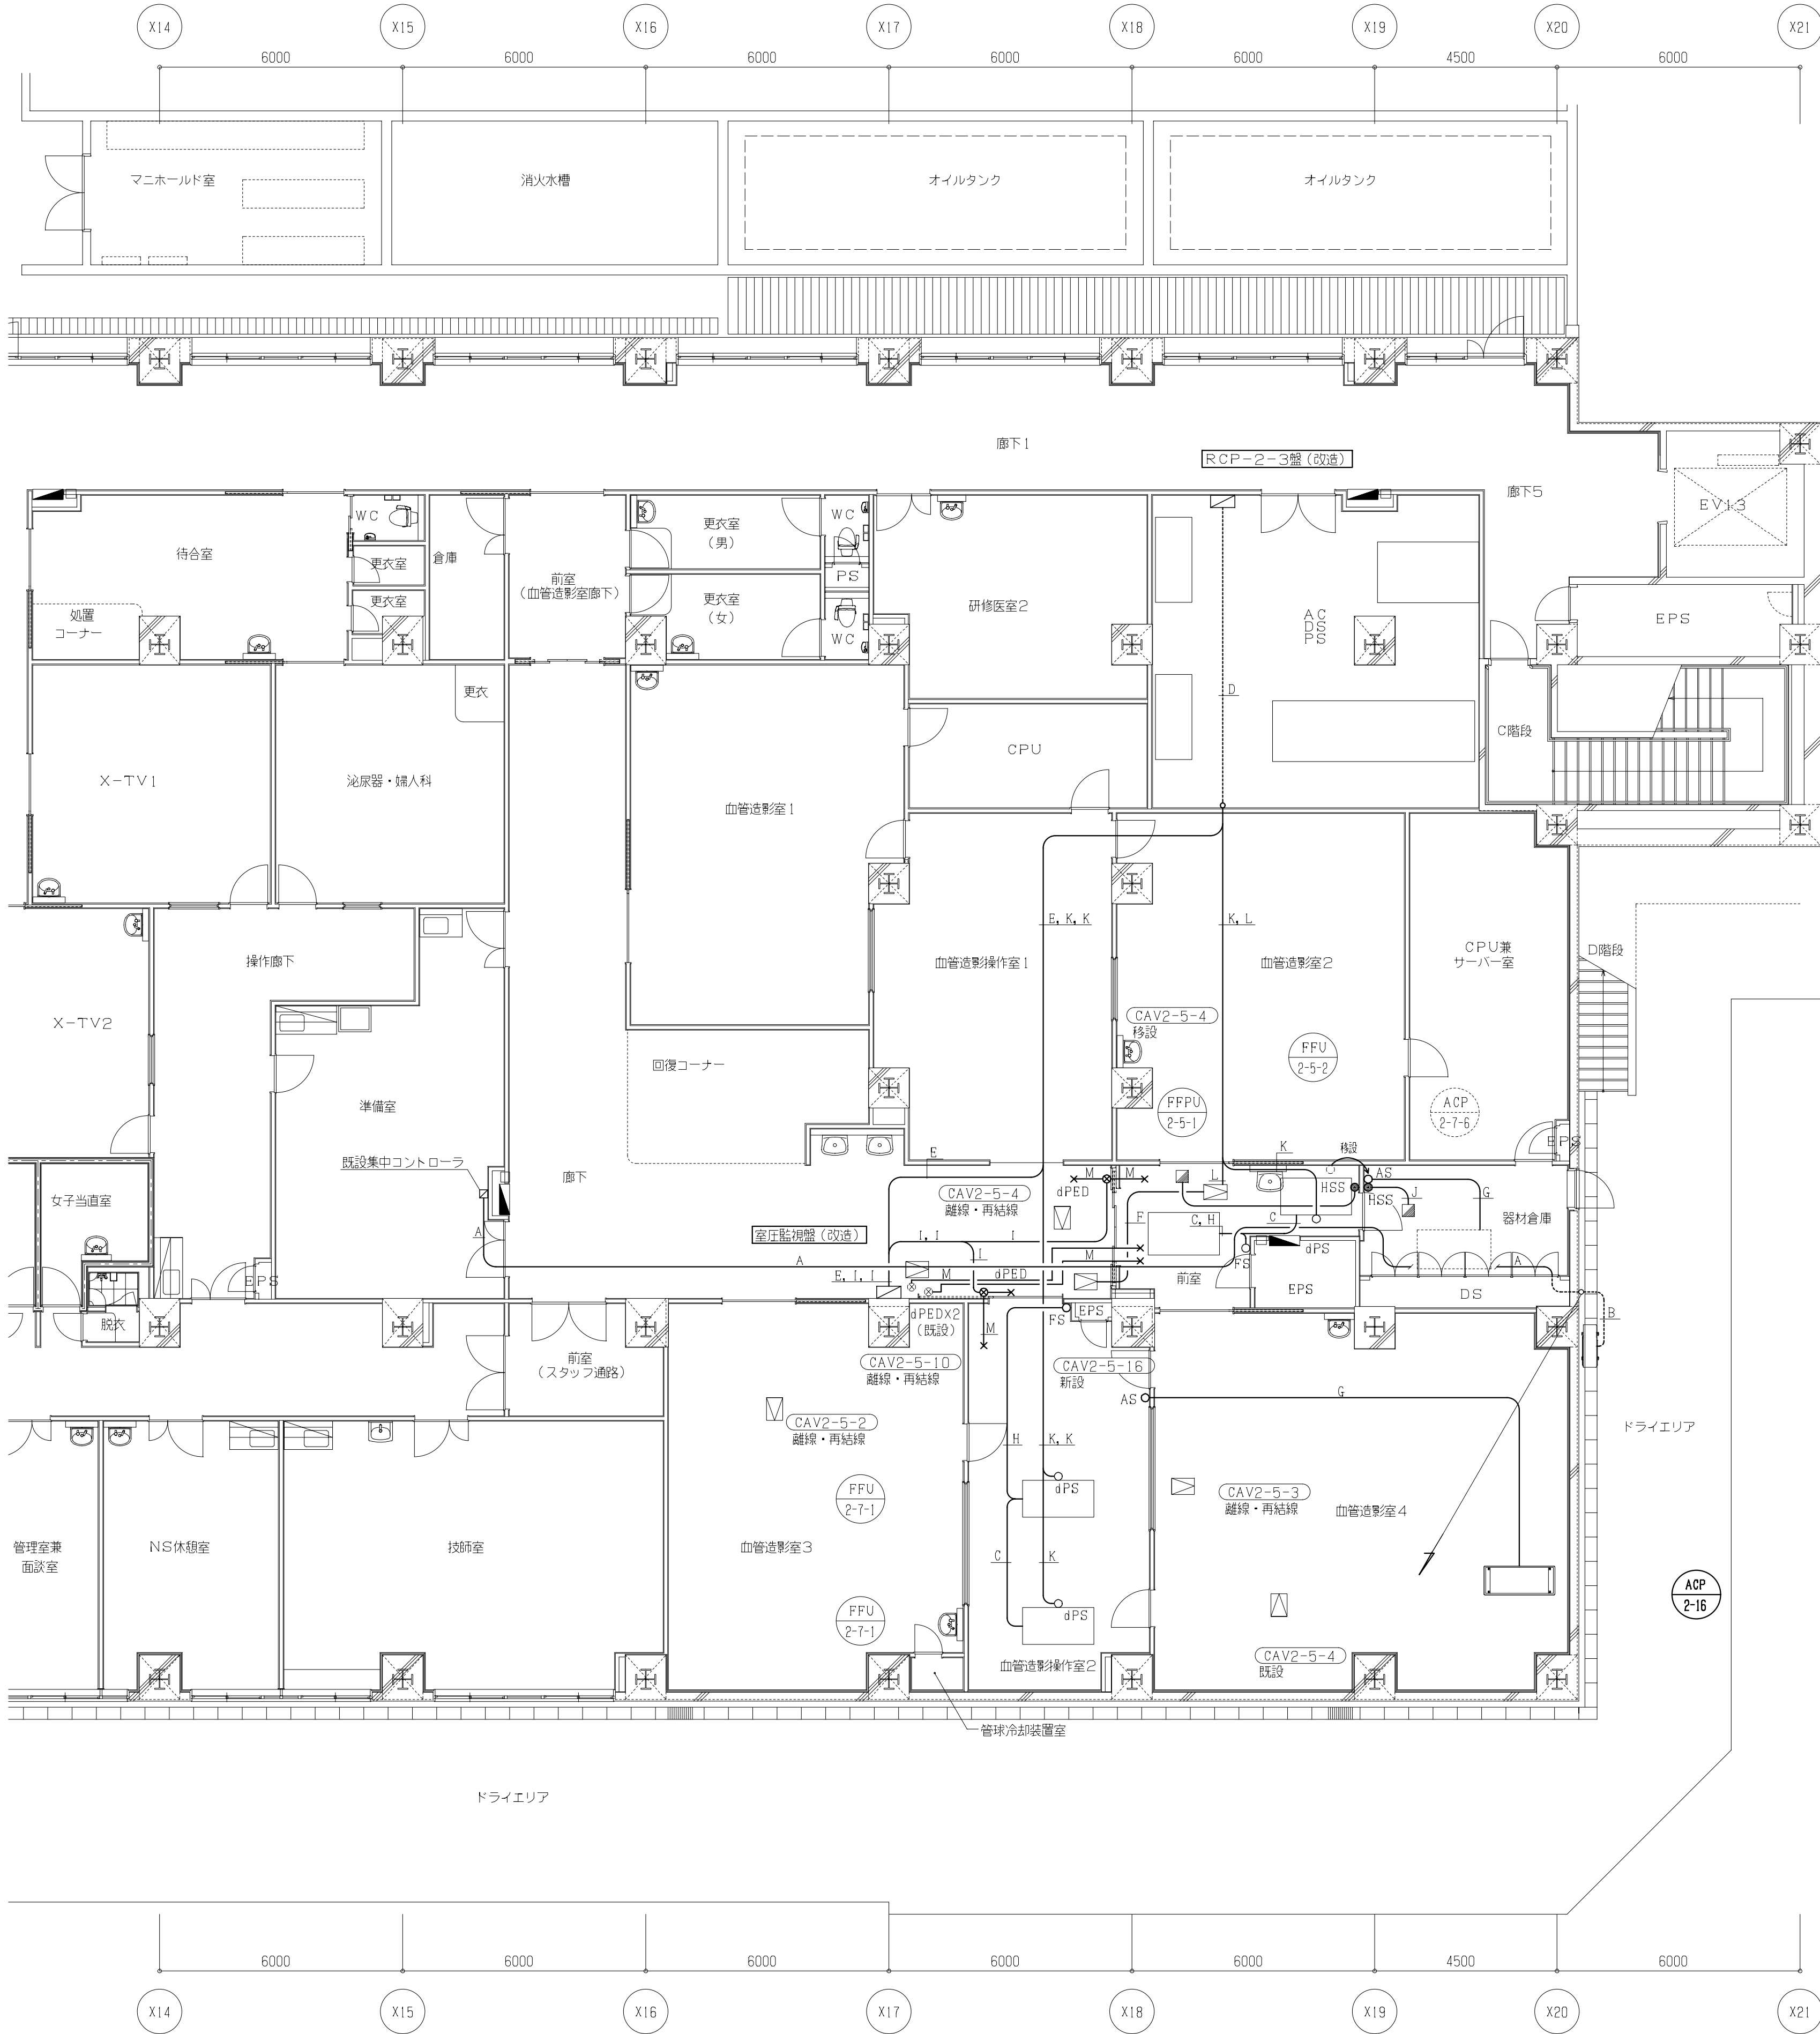 X14
X15
X16
X17
X18
X19
X20
X21
6000
6000
6000
6000
6000
4500
6000
マニホールド室
消火水槽
オイルタンク
オイルタンク
廊下1
RCP-2-3盤(改造)
廊下5
EV13
WC
待合室
更衣室
倉庫
更衣室
処置
コーナー
前室
(血管造影室廊下)
更衣室
(男)
WC
PS
更衣室
(女)
WC
研修医室2
AC
DS
PS
EPS
更衣
D
C階段
CPU
X-TV1
泌尿器・婦人科
血管造影室1
E, K, K
K, L
操作廊下
血管造影操作室1
血管造影室2
CPU兼
サーバー室
D階段
X-TV2
CAV2-5-4
移設
FFU
2-5-2
回復コーナー
準備室
FFPU
2-5-1
ACP
2-7-6
EPS
既設集中コントローラ
廊下
E
K
移設
AS
M
M
dPED
L
HSS
HSS
J
G
女子当直室
CAV2-5-4
離線・再結線
器材倉庫
F
C, H
C
A
室圧監視盤(改造)
I, I
I
I
M
FS
dPS
A
A
EPS
E, I, I
M
dPED
前室
EPS
DS
脱衣
dPEDX2
(既設)
M
FS
EPS
B
前室
(スタッフ通路)
CAV2-5-10
離線・再結線
CAV2-5-16
新設
AS
G
CAV2-5-2
離線・再結線
H
K, K
ドライエリア
FFU
2-7-1
dPS
CAV2-5-3
離線・再結線
血管造影室4
管理室兼
面談室
NS休憩室
技師室
血管造影室3
C
K
FFU
2-7-1
dPS
ACP
2-16
血管造影操作室2
CAV2-5-4
既設
管球冷却装置室
ドライエリア
6000
6000
6000
6000
6000
4500
6000
X14
X15
X16
X17
X18
X19
X20
X21